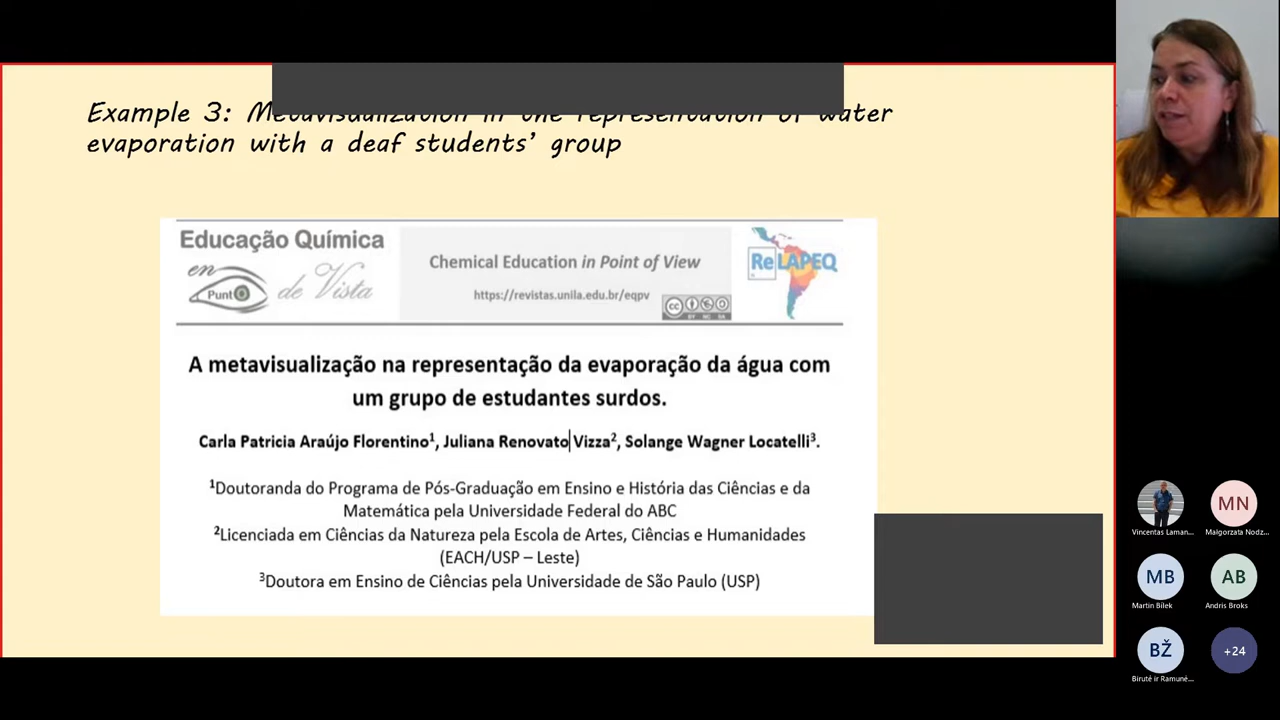 Example 3: Metavisualization in the representation of water
evaporation with a deaf students' group
Educação Química
en
Punto
de Vista
Chemical Education in Point of View
https://revistas.unila.edu.br/eqpv
cc
BY NC SA
ReLAPEQ
A metavisualização na representação da evaporação da água com
um grupo de estudantes surdos.
Carla Patricia Araújo Florentino¹, Juliana Renovato Vizza², Solange Wagner Locatelli³.
¹Doutoranda do Programa de Pós-Graduação em Ensino e História das Ciências e da
Matemática pela Universidade Federal do ABC
²Licenciada em Ciências da Natureza pela Escola de Artes, Ciências e Humanidades
(EACH/USP – Leste)
³Doutora em Ensino de Ciências pela Universidade de São Paulo (USP)
MN
Vincentas Laman...
Małgorzata Nodz...
MB
AB
Martin Bílek
Andris Broks
BŽ
+24
Birutė ir Ramunė...